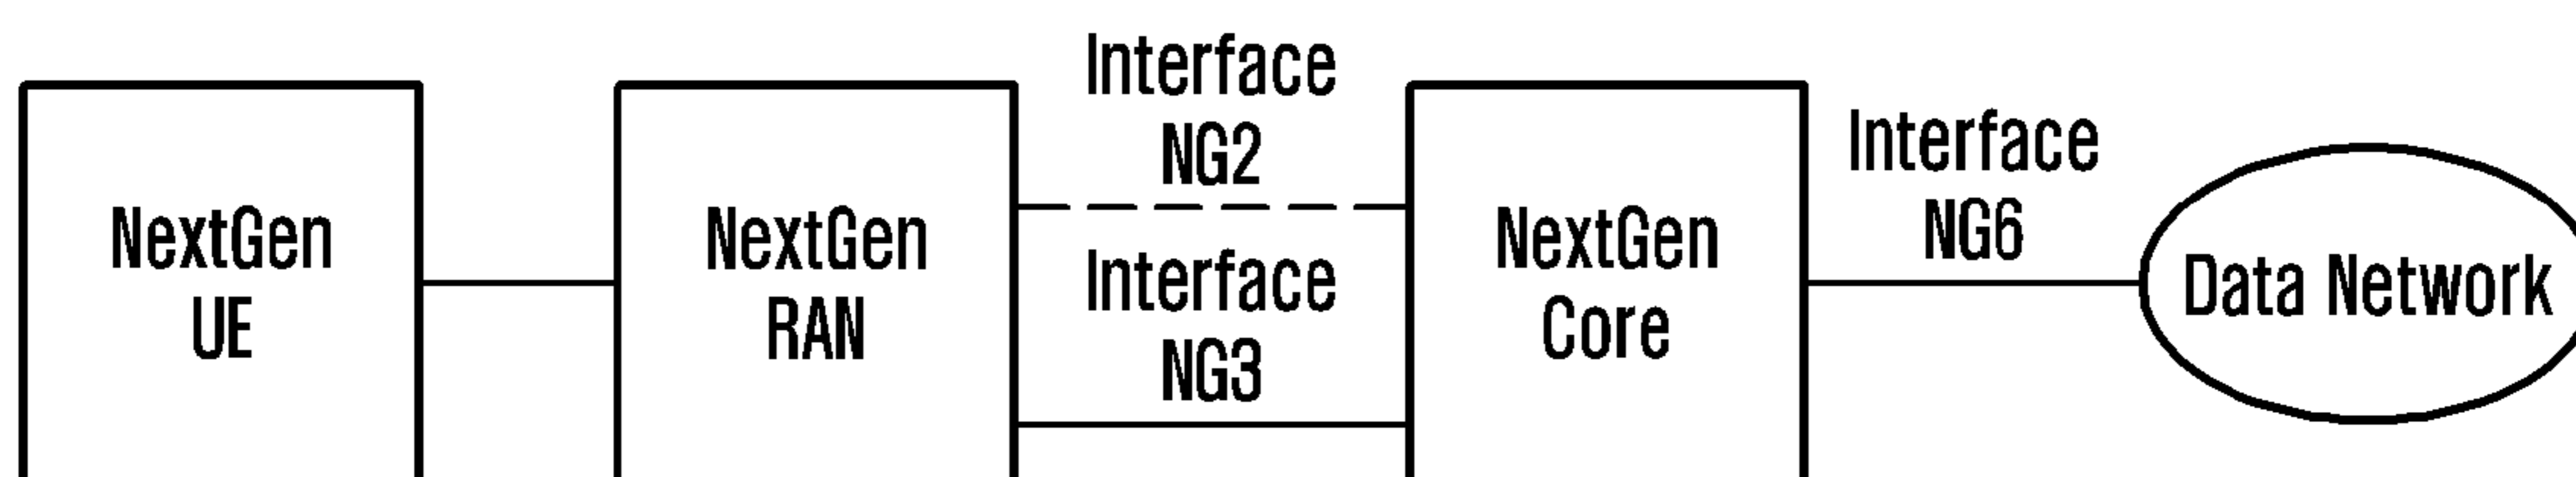 NextGen
UE
NextGen
RAN
Interface
NG2
Interface
NG3
NextGen
Core
Interface
NG6
Data Network